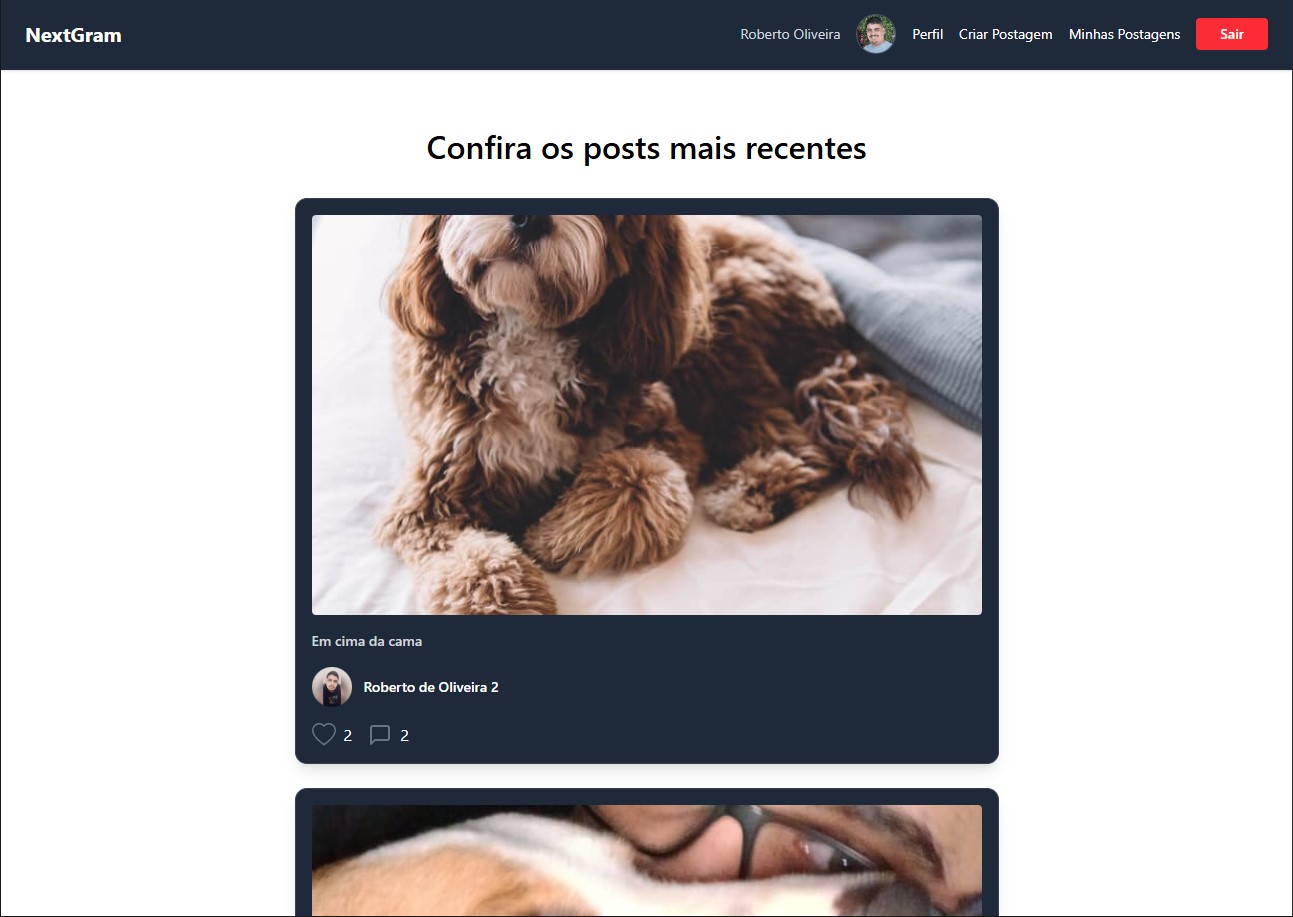 NextGram
Roberto Oliveira Perfil Criar Postagem Minhas Postagens Sair
Confira os posts mais recentes
Em cima da cama
Roberto de Oliveira 2
2 2